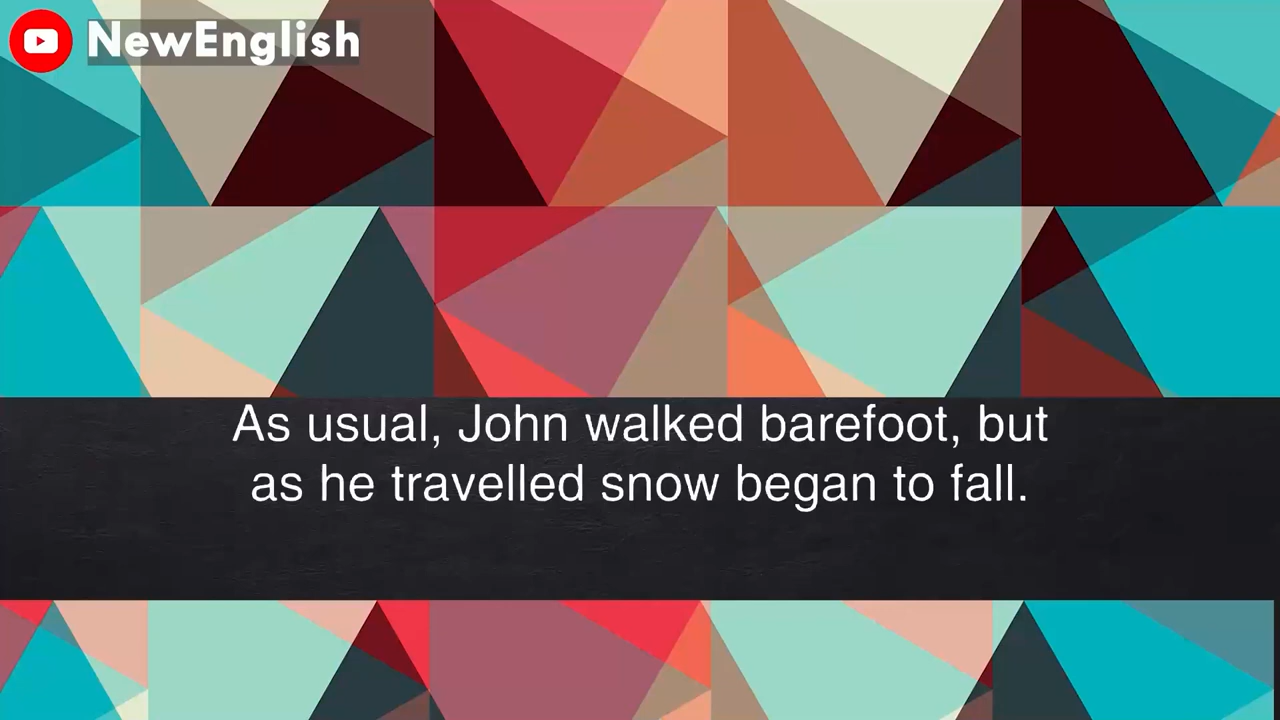 NewEnglish
As usual, John walked barefoot, but
as he travelled snow began to fall.